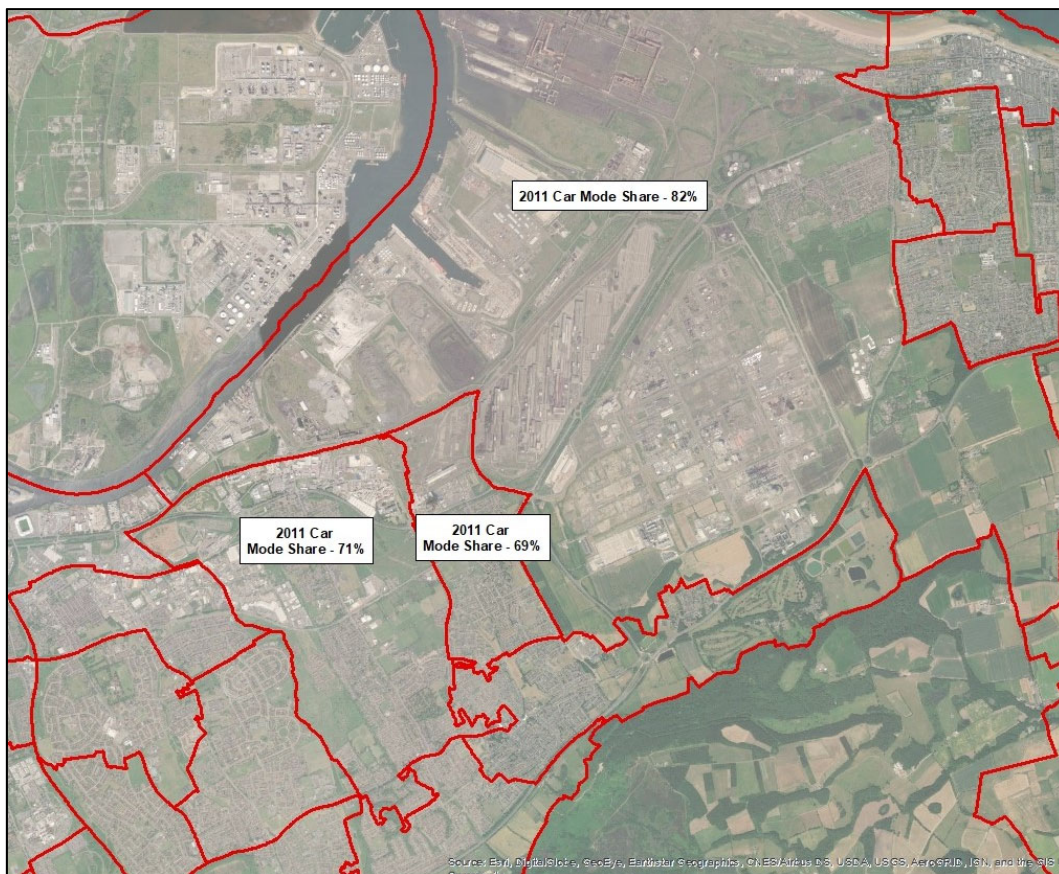 2011 Car Mode Share - 82%
2011 Car
Mode Share - 71%
2011 Car
Mode Share - 69%
Source: Esri, DigitalGlobe, GeoEye, Earthstar Geographics, CNES/Airbus DS, USDA, USGS, AeroGRID, IGN, and the GIS